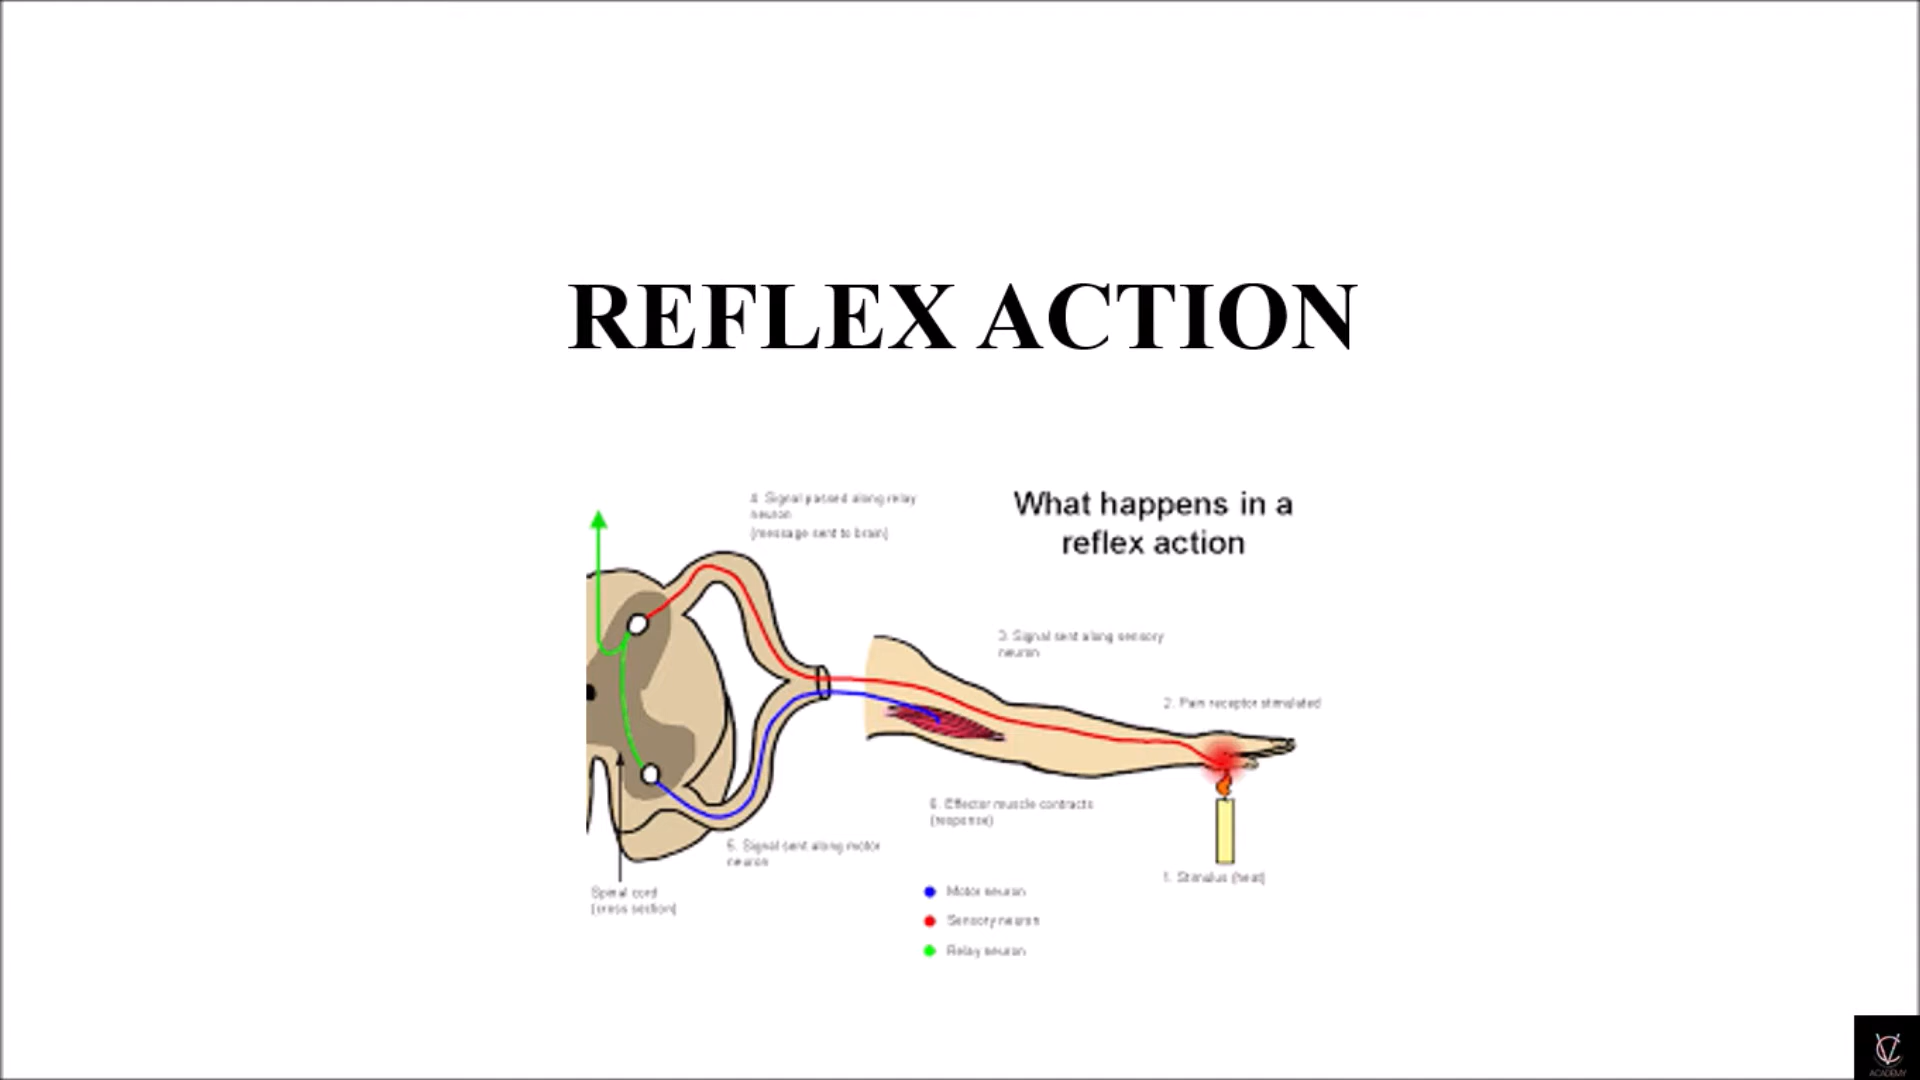 REFLEX ACTION
What happens in a
reflex action
4. Signal passed along relay
neuron
(message sent to brain)
3. Signal sent along sensory
neuron
2. Pain receptor stimulated
6. Effector muscle contracts
(response)
5. Signal sent along motor
neuron
1. Stimulus (heat)
Spinal cord
(cross section)
Motor neuron
Sensory neuron
Relay neuron
ACADEMY